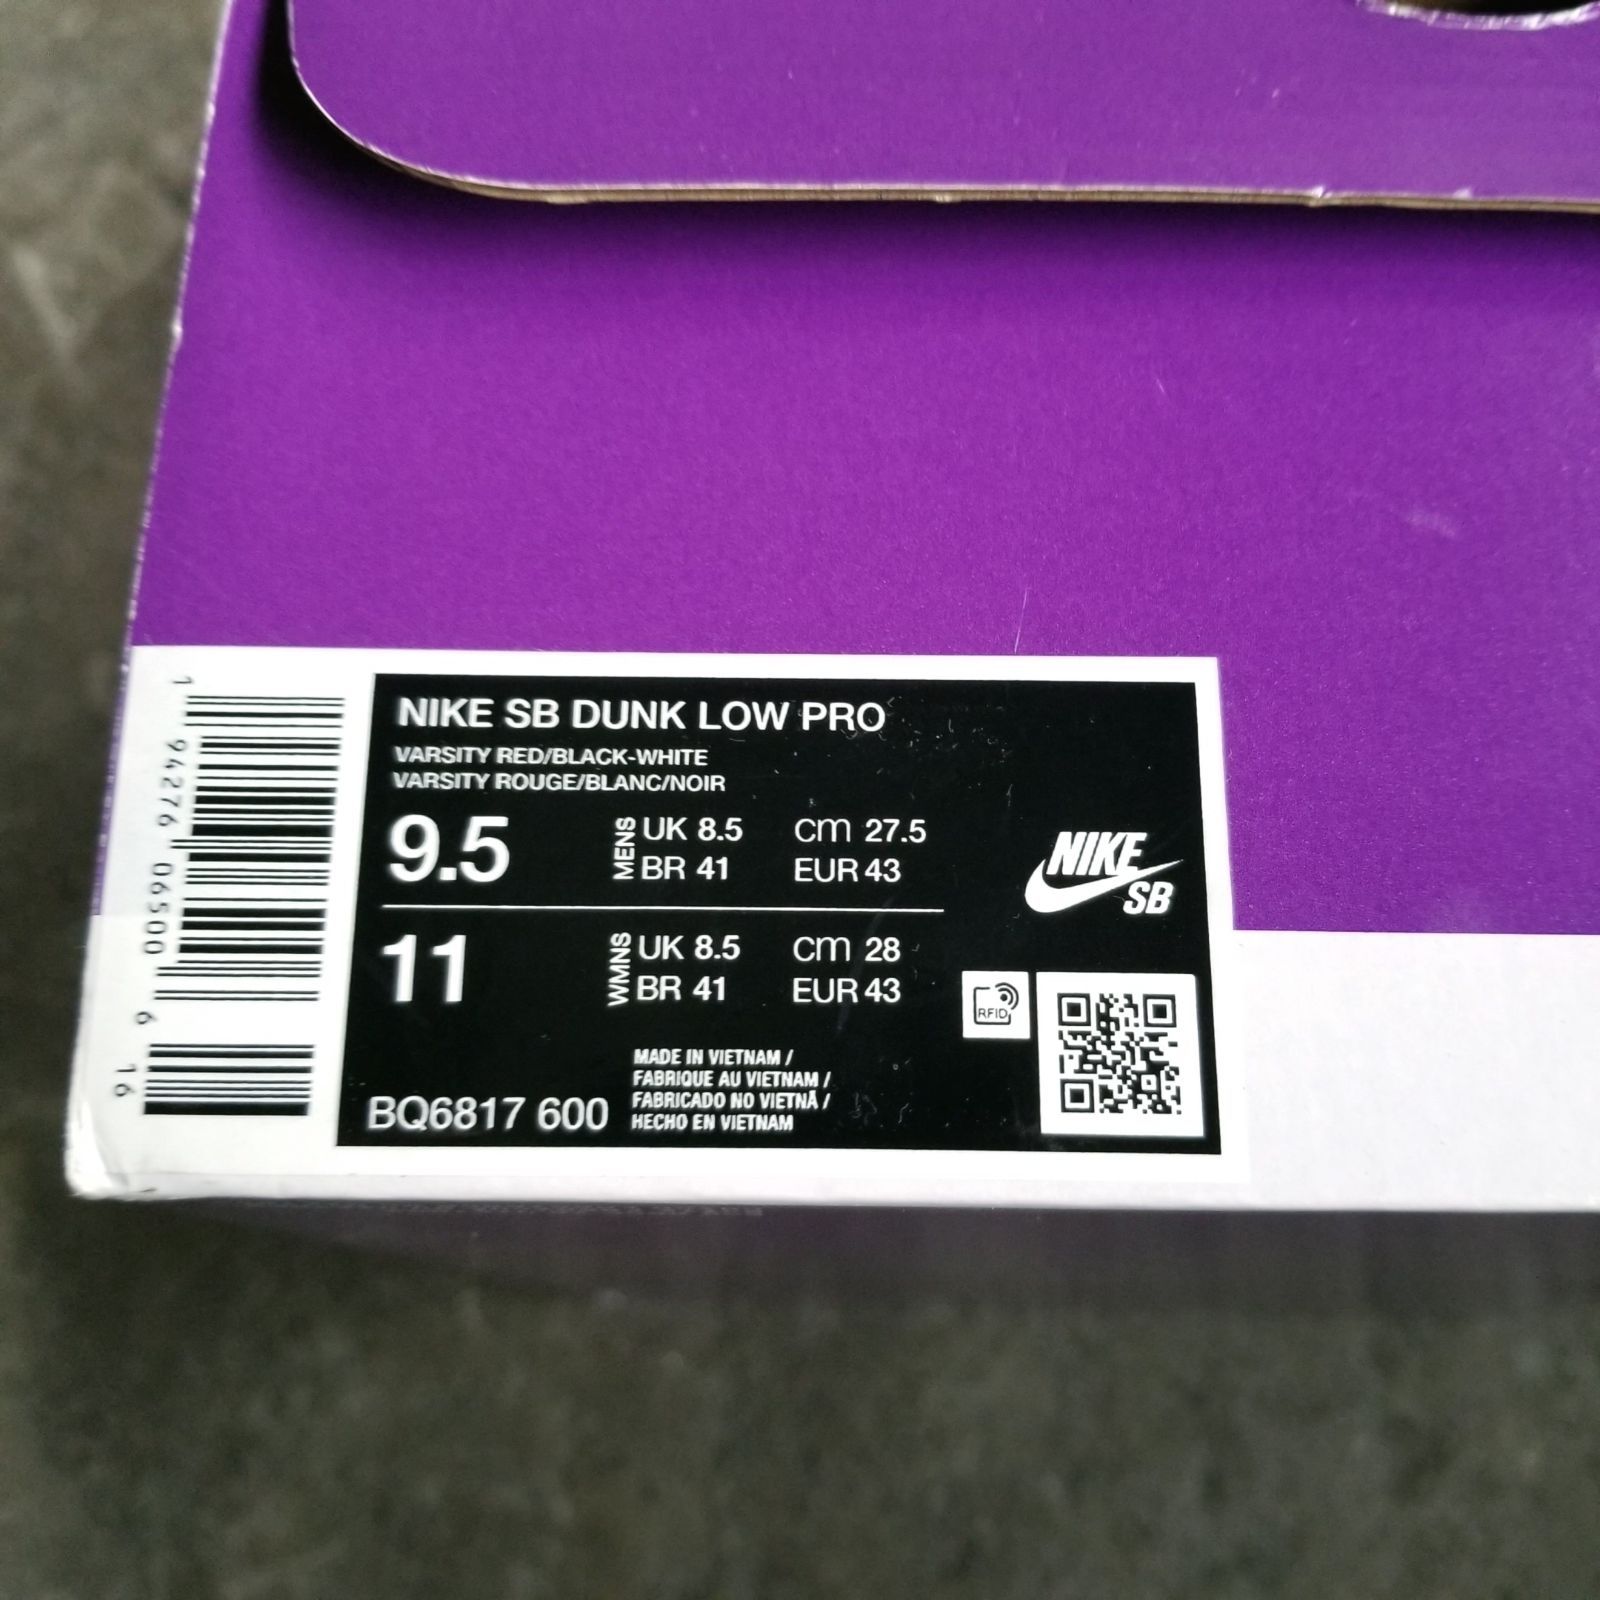 NIKE SB DUNK LOW PRO
VARSITY RED/BLACK-WHITE
VARSITY ROUGE/BLANC/NOIR
9.5 MENS UK 8.5 cm 27.5
BR 41 EUR 43
NIKE
SB
11 WMNS UK 8.5 cm 28
BR 41 EUR 43
RFID
MADE IN VIETNAM /
FABRIQUE AU VIETNAM /
FABRICADO NO VIETNÃ /
HECHO EN VIETNAM
BQ6817 600
1 94276 06500 6 16